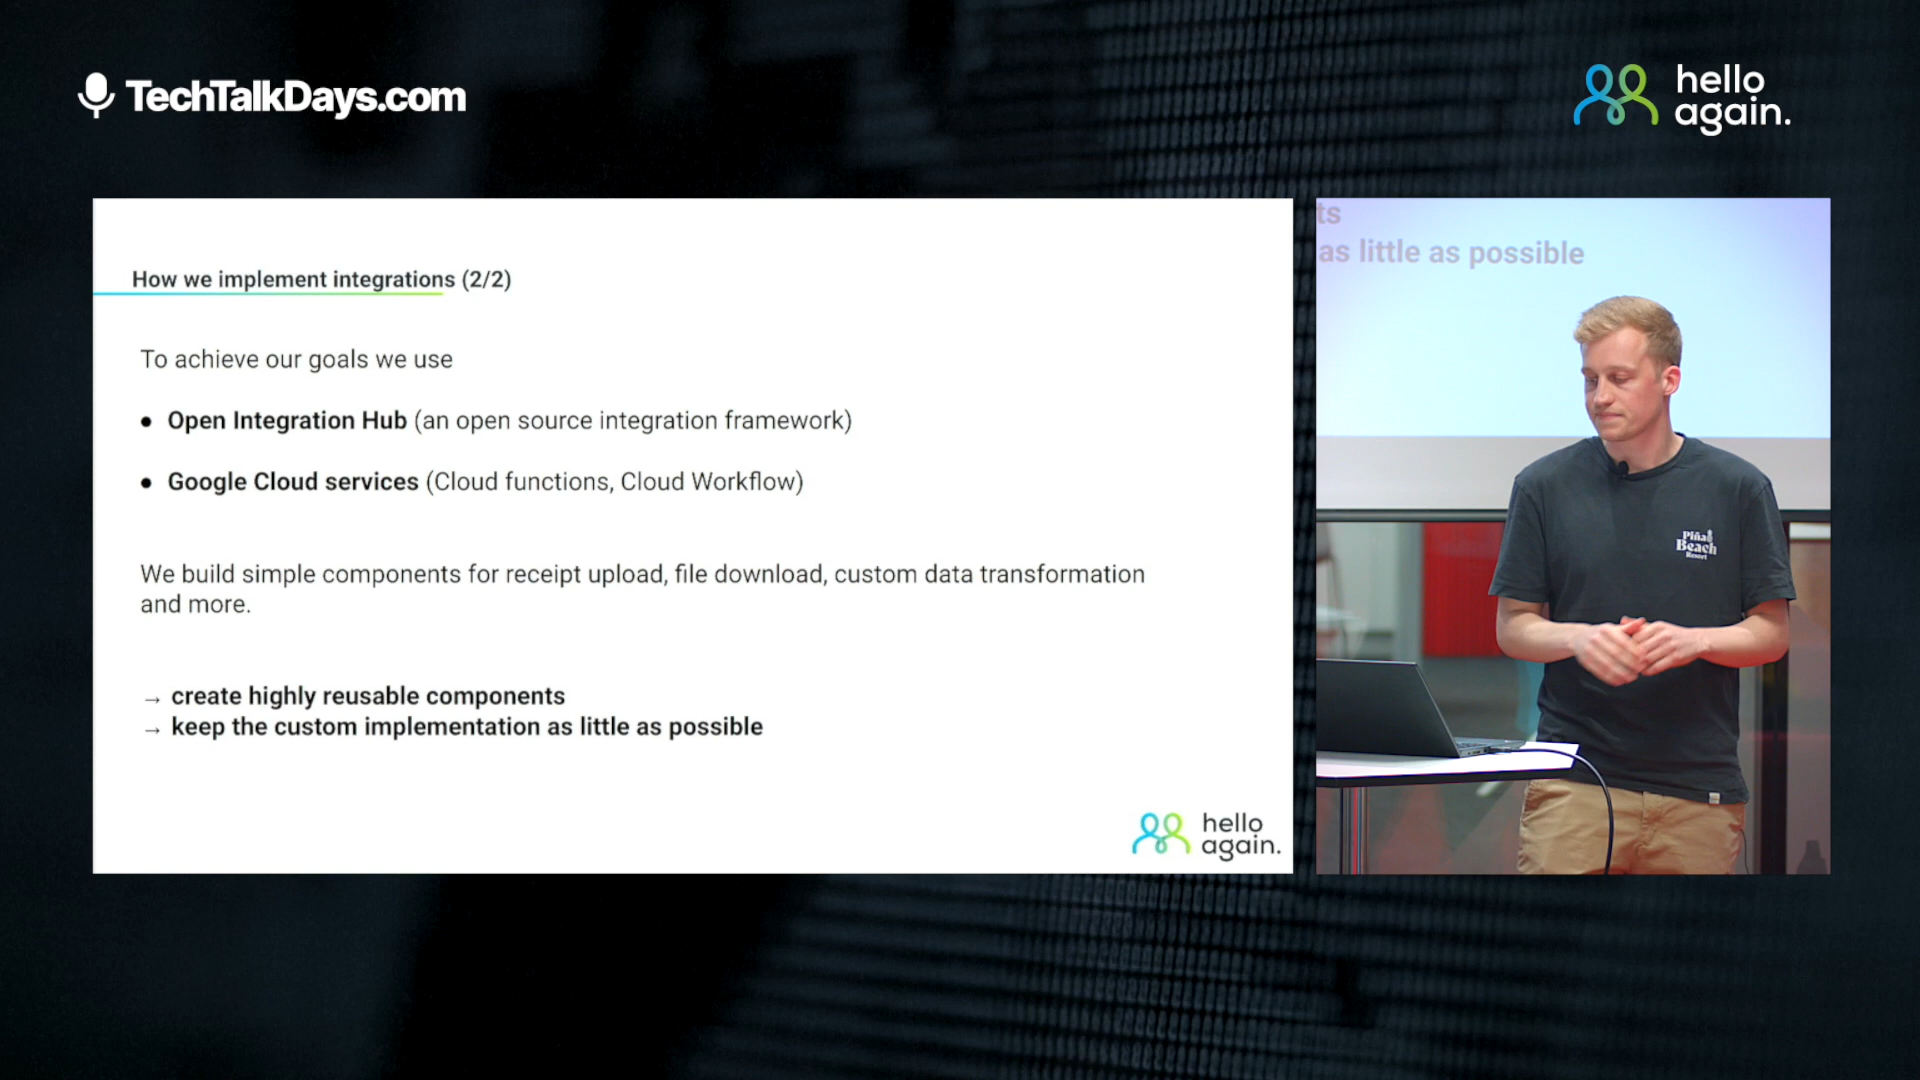 TechTalkDays.com
hello
again.
How we implement integrations (2/2)
To achieve our goals we use
● Open Integration Hub (an open source integration framework)
● Google Cloud services (Cloud functions, Cloud Workflow)
We build simple components for receipt upload, file download, custom data transformation
and more.
→ create highly reusable components
→ keep the custom implementation as little as possible
hello
again.
ts
as little as possible
Piña
Beach
Resort